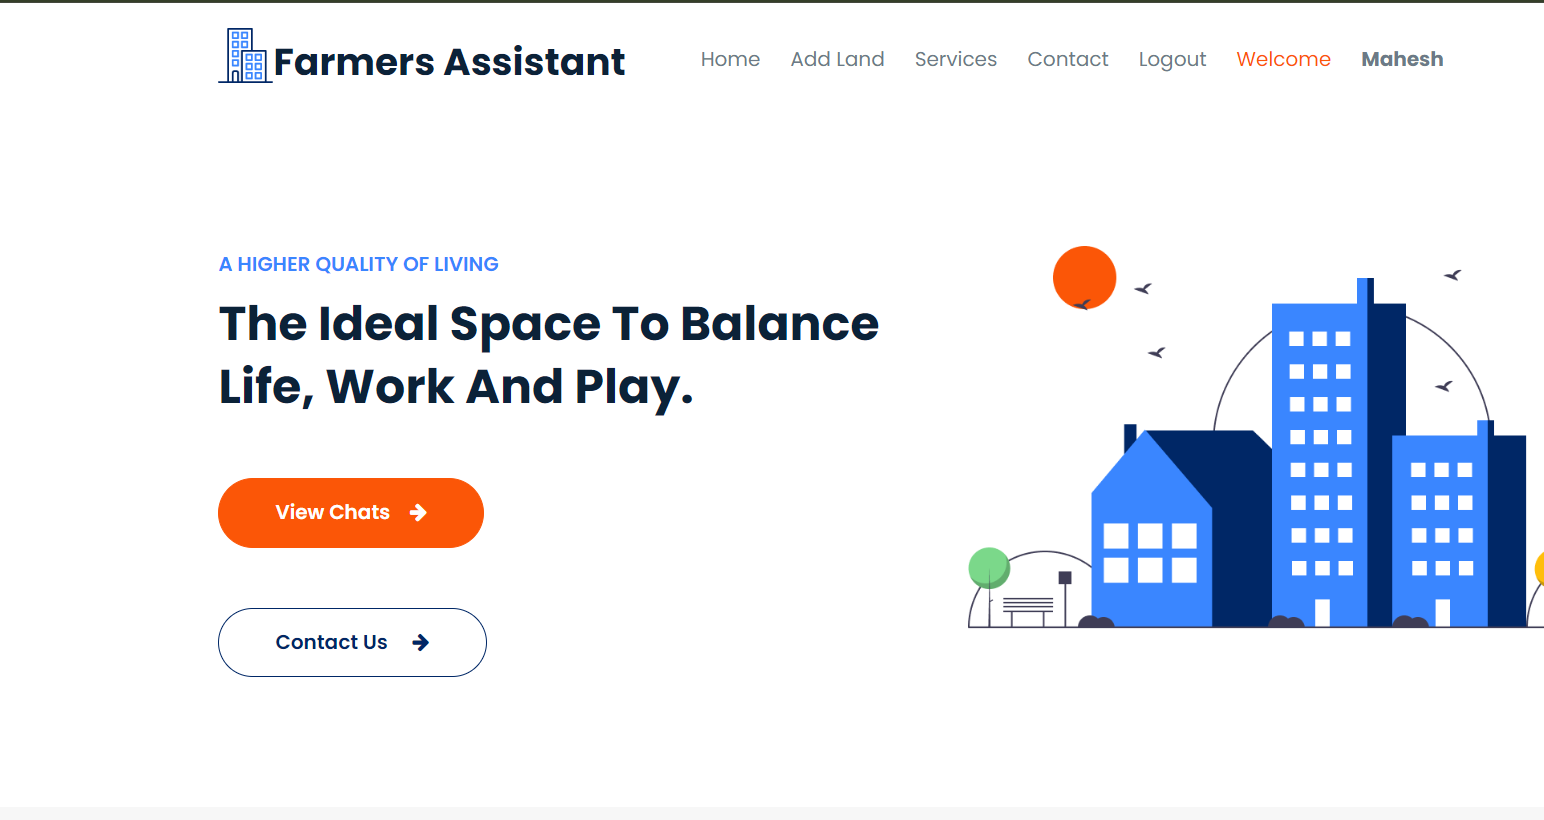 Farmers Assistant
Home Add Land Services Contact Logout Welcome Mahesh
A HIGHER QUALITY OF LIVING
The Ideal Space To Balance
Life, Work And Play.
View Chats
Contact Us